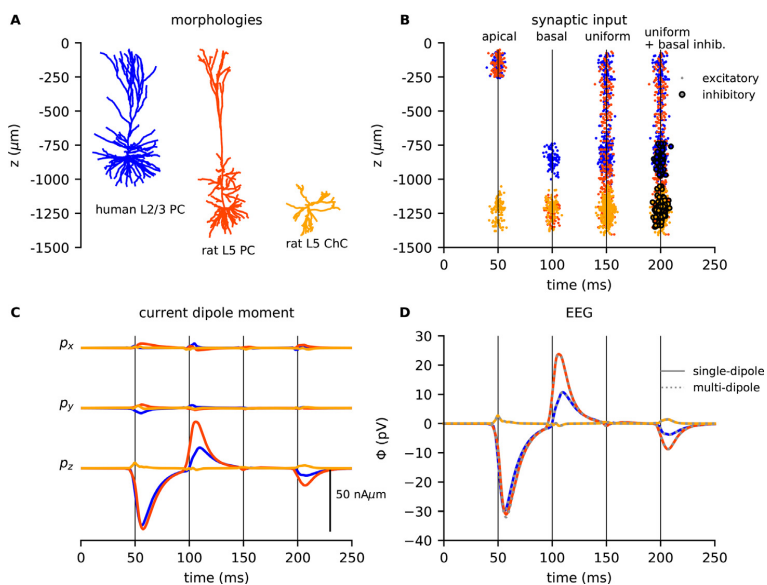 A
morphologies
z (μm)
0
-250
-500
-750
-1000
-1250
-1500
human L2/3 PC
rat L5 PC
rat L5 ChC
B
synaptic input
apical
basal
uniform
uniform
+ basal inhib.
excitatory
inhibitory
z (μm)
0
-250
-500
-750
-1000
-1250
-1500
0
50
100
150
200
250
time (ms)
C
current dipole moment
px
py
pz
50 nAμm
0
50
100
150
200
250
time (ms)
D
EEG
Φ (pV)
30
20
10
0
−10
−20
−30
−40
single-dipole
multi-dipole
0
50
100
150
200
250
time (ms)